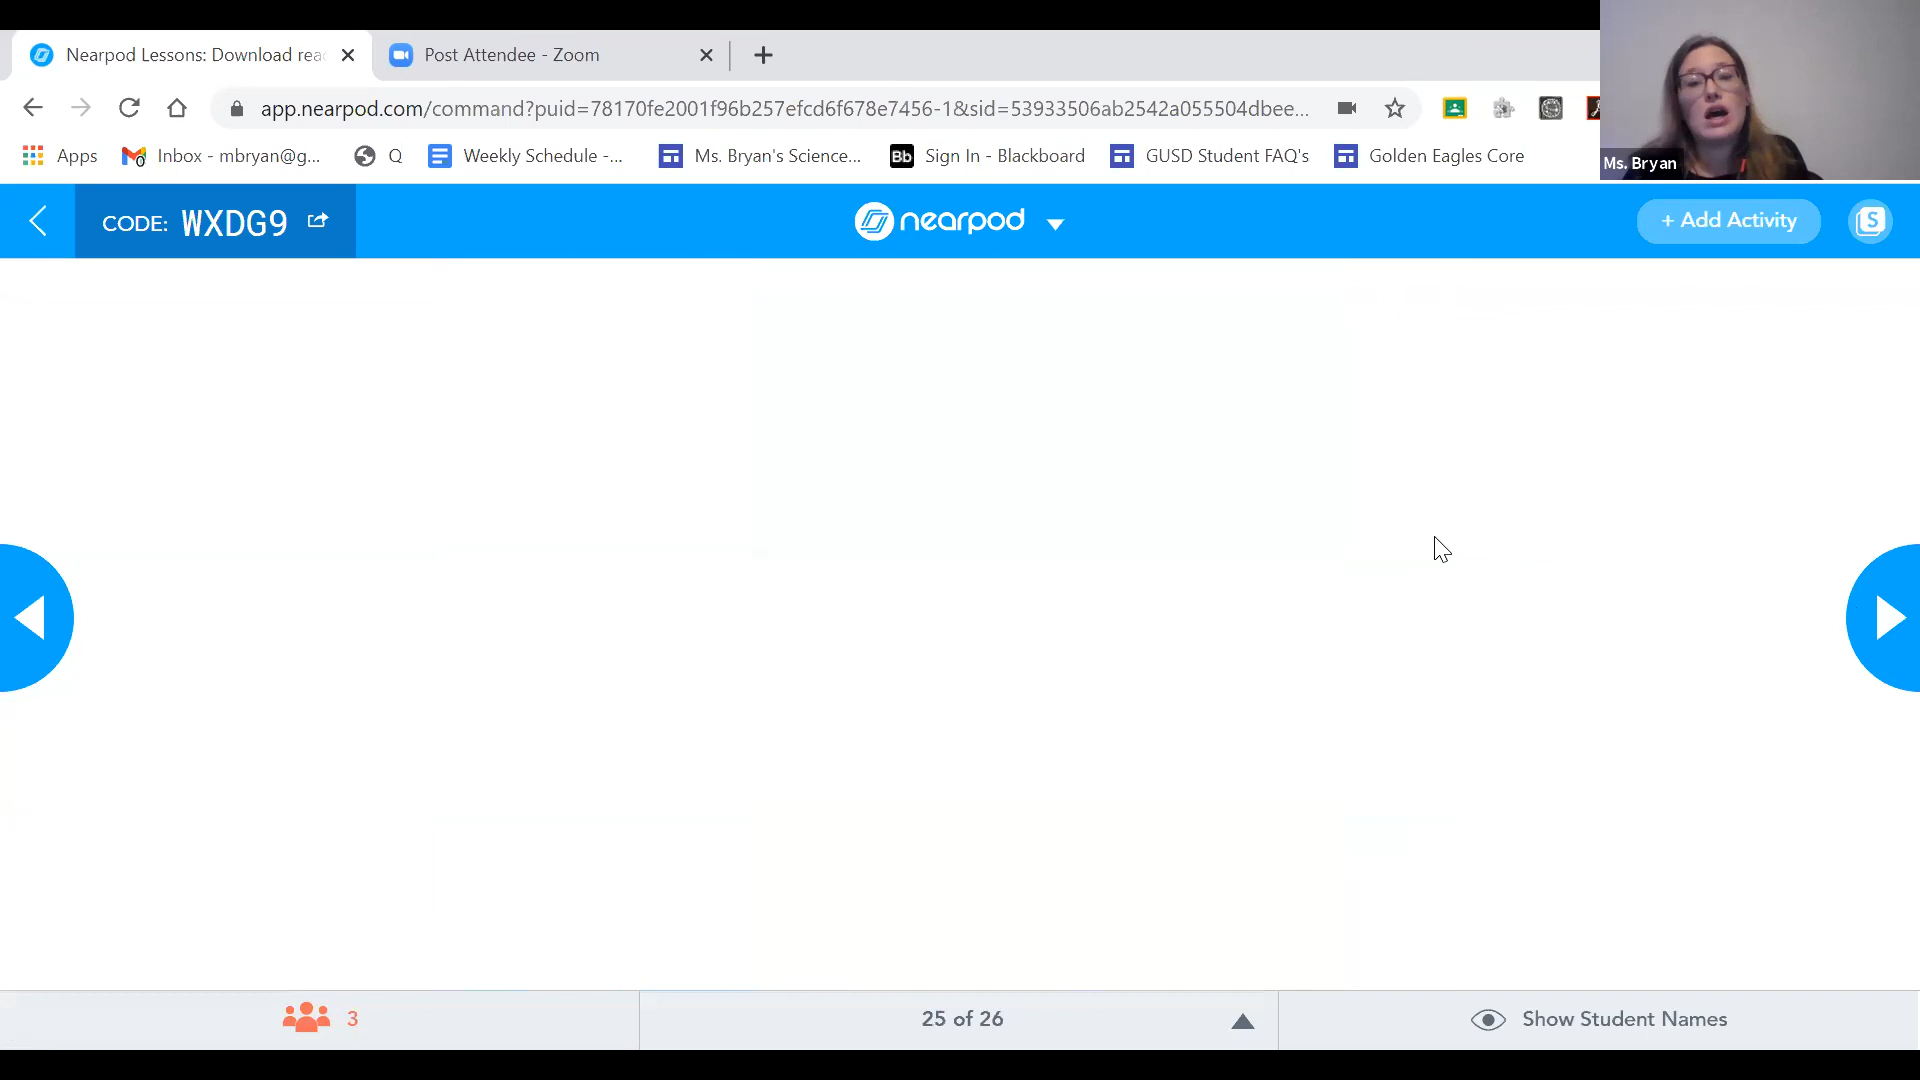 Nearpod Lessons: Download rea
Post Attendee - Zoom
app.nearpod.com/command?puid=78170fe2001f96b257efcd6f678e7456-1&sid=53933506ab2542a055504dbee...
Apps
Inbox - mbryan@g...
Q
Weekly Schedule -...
Ms. Bryan's Science...
Bb
Sign In - Blackboard
GUSD Student FAQ's
Golden Eagles Core
Ms. Bryan
CODE: WXDG9
nearpod
+ Add Activity
S
3
25 of 26
Show Student Names